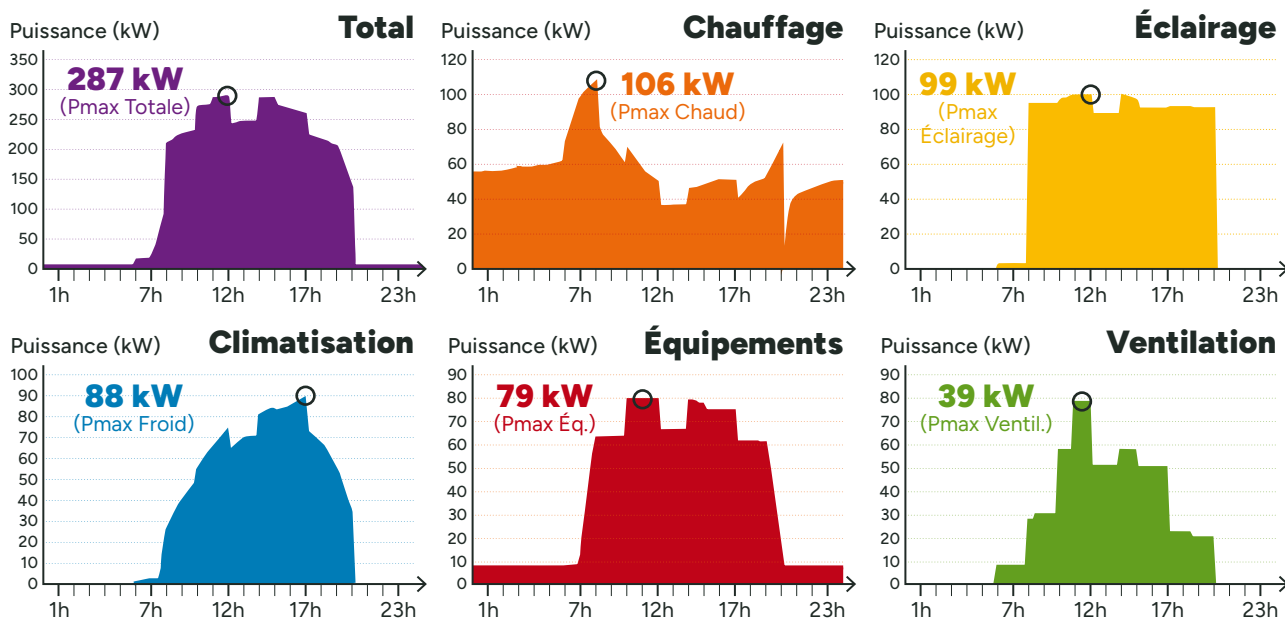 Puissance (kW)
Total
350
300
250
200
150
100
50
0
287 kW
(Pmax Totale)
1h 7h 12h 17h 23h
Puissance (kW)
Chauffage
120
100
80
60
40
20
0
106 kW
(Pmax Chaud)
1h 7h 12h 17h 23h
Puissance (kW)
Éclairage
120
100
80
60
40
20
0
99 kW
(Pmax
Éclairage)
1h 7h 12h 17h 23h
Puissance (kW)
Climatisation
100
90
80
70
60
50
40
30
20
10
0
88 kW
(Pmax Froid)
1h 7h 12h 17h 23h
Puissance (kW)
Équipements
90
80
70
60
50
40
30
20
10
0
79 kW
(Pmax Éq.)
1h 7h 12h 17h 23h
Puissance (kW)
Ventilation
90
80
70
60
50
40
30
20
10
0
39 kW
(Pmax Ventil.)
1h 7h 12h 17h 23h